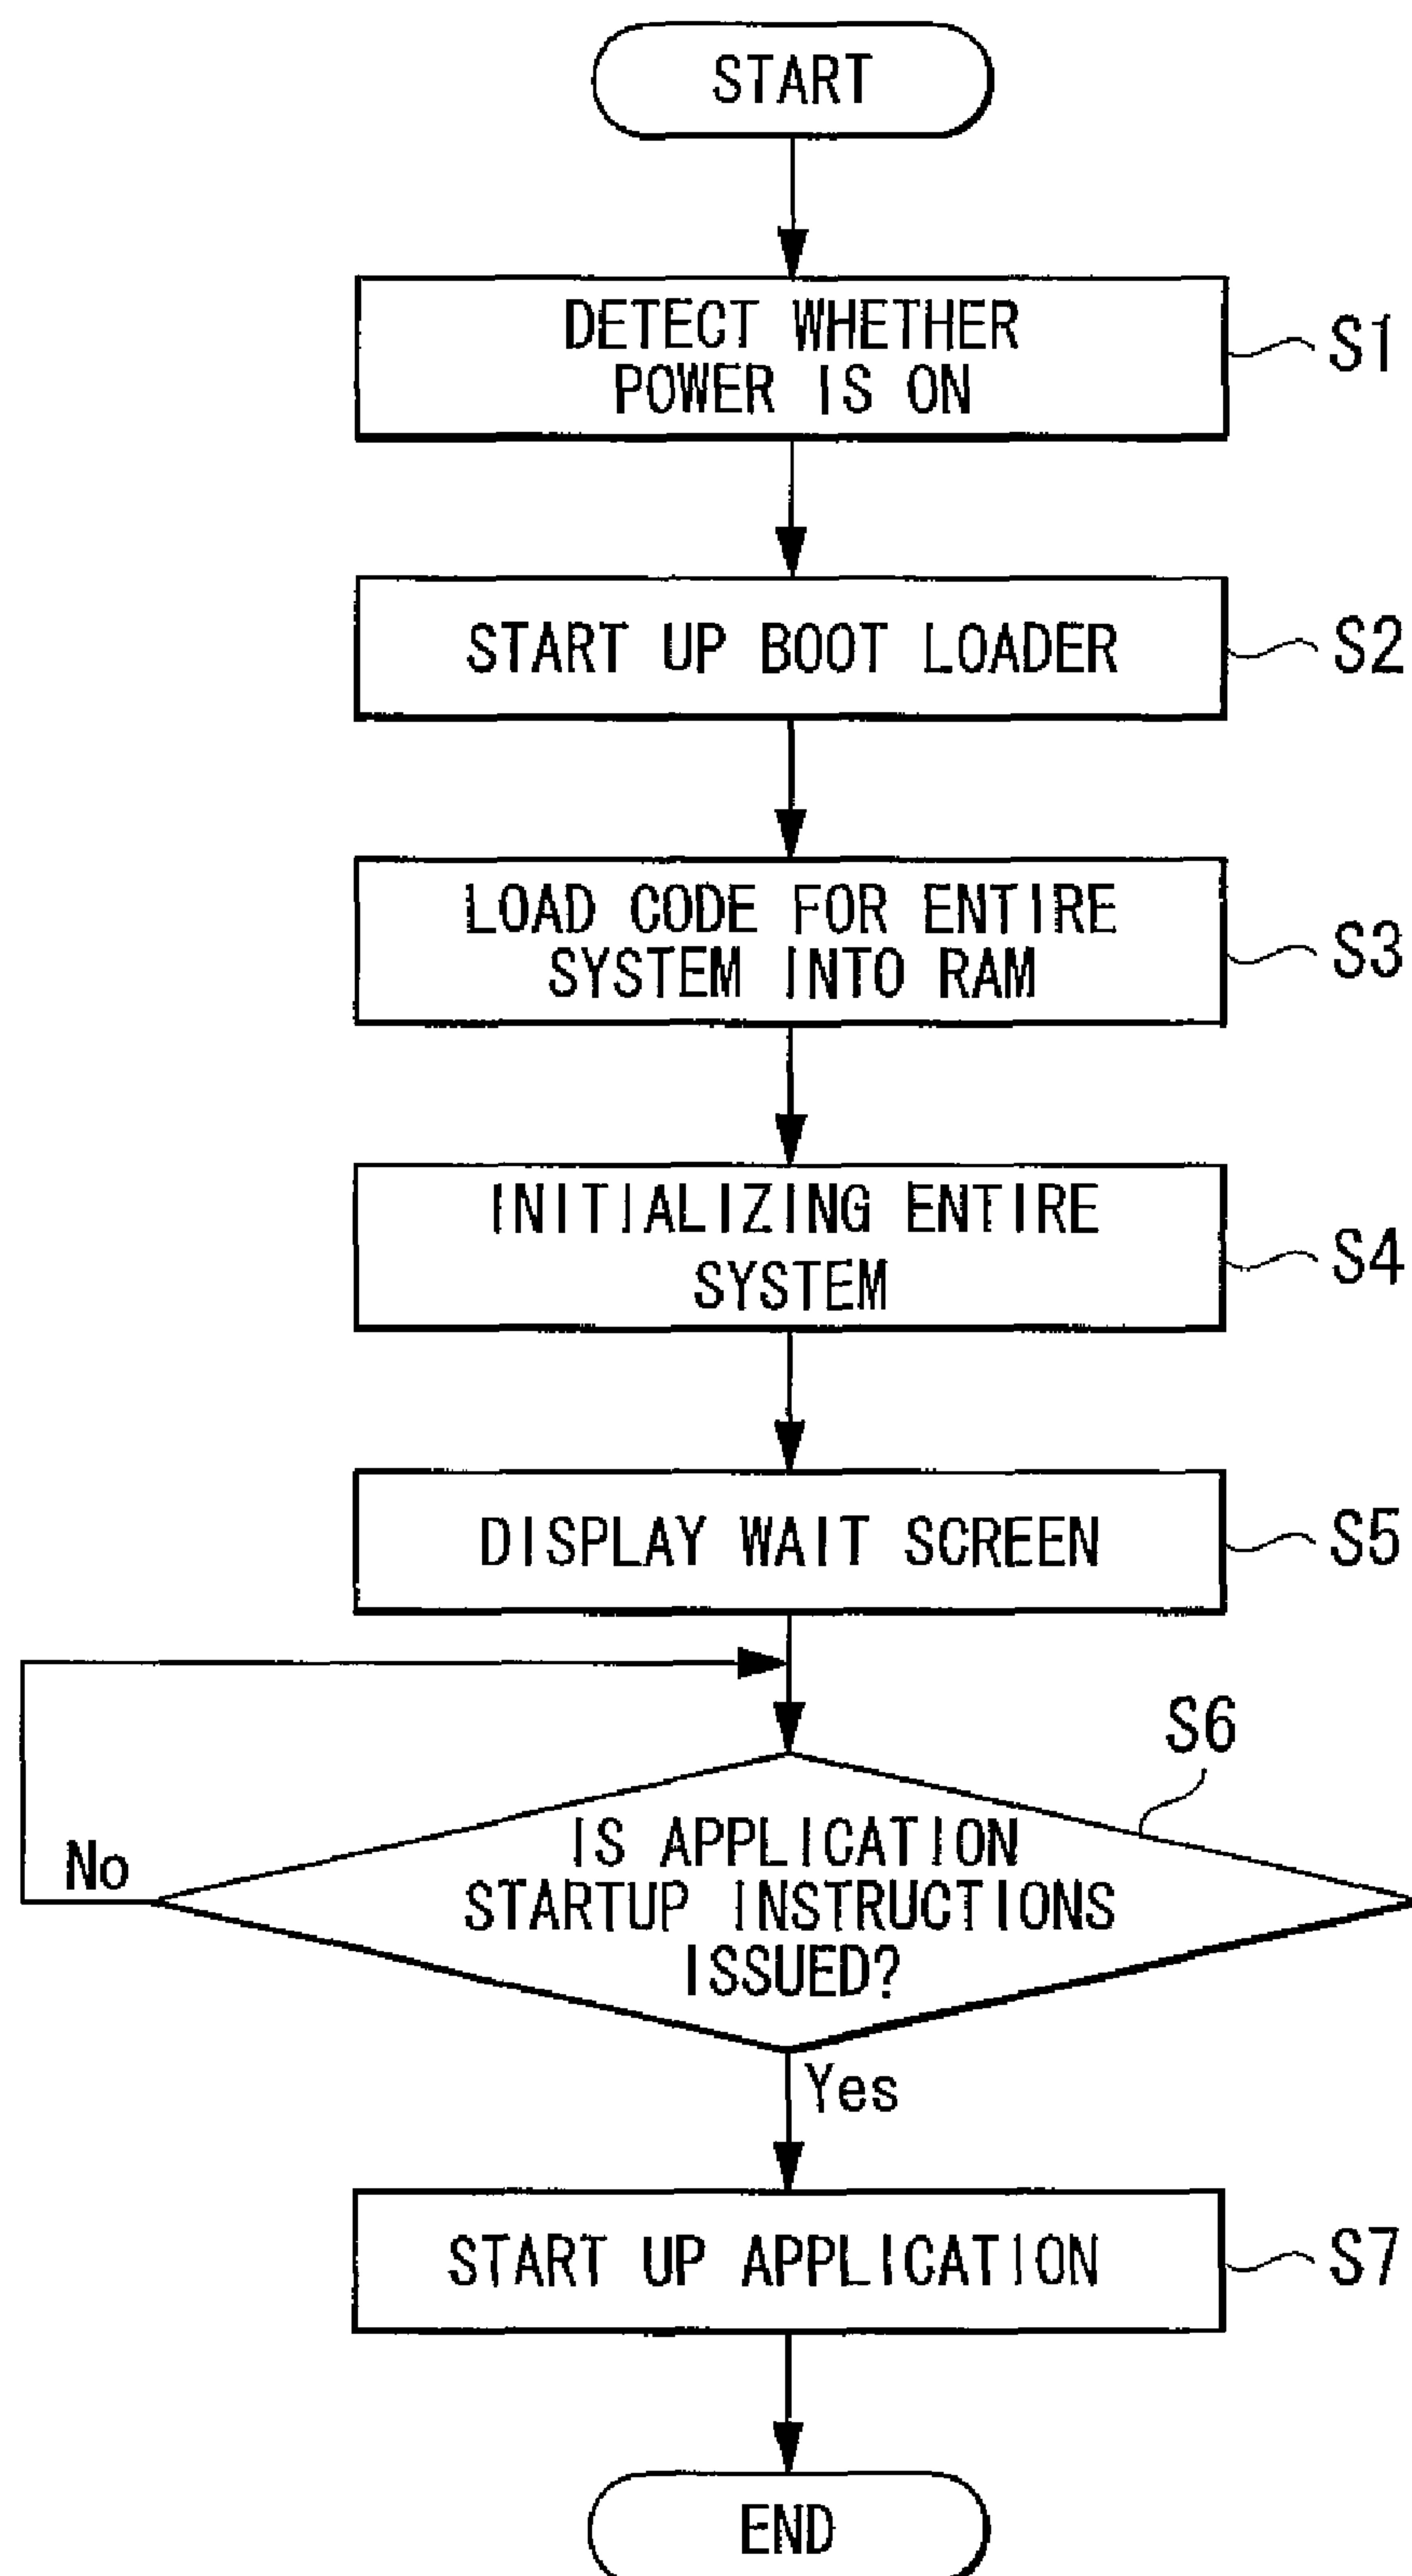 START
DETECT WHETHER
POWER IS ON
S1
START UP BOOT LOADER
S2
LOAD CODE FOR ENTIRE
SYSTEM INTO RAM
S3
INITIALIZING ENTIRE
SYSTEM
S4
DISPLAY WAIT SCREEN
S5
S6
IS APPLICATION
STARTUP INSTRUCTIONS
ISSUED?
No
Yes
START UP APPLICATION
S7
END